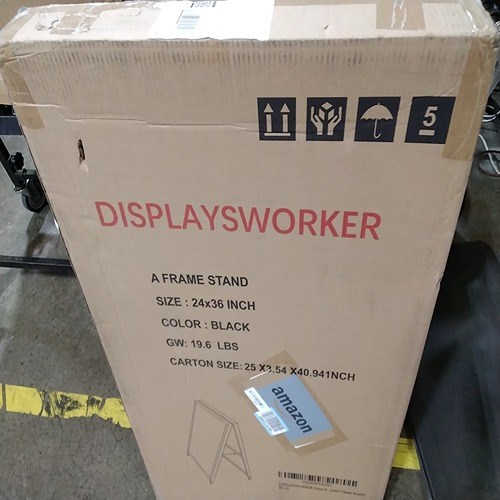 5
DISPLAYSWORKER
A FRAME STAND
SIZE : 24x36 INCH
COLOR : BLACK
GW: 19.6 LBS
CARTON SIZE: 25 X3.54 X40.941NCH
amazon